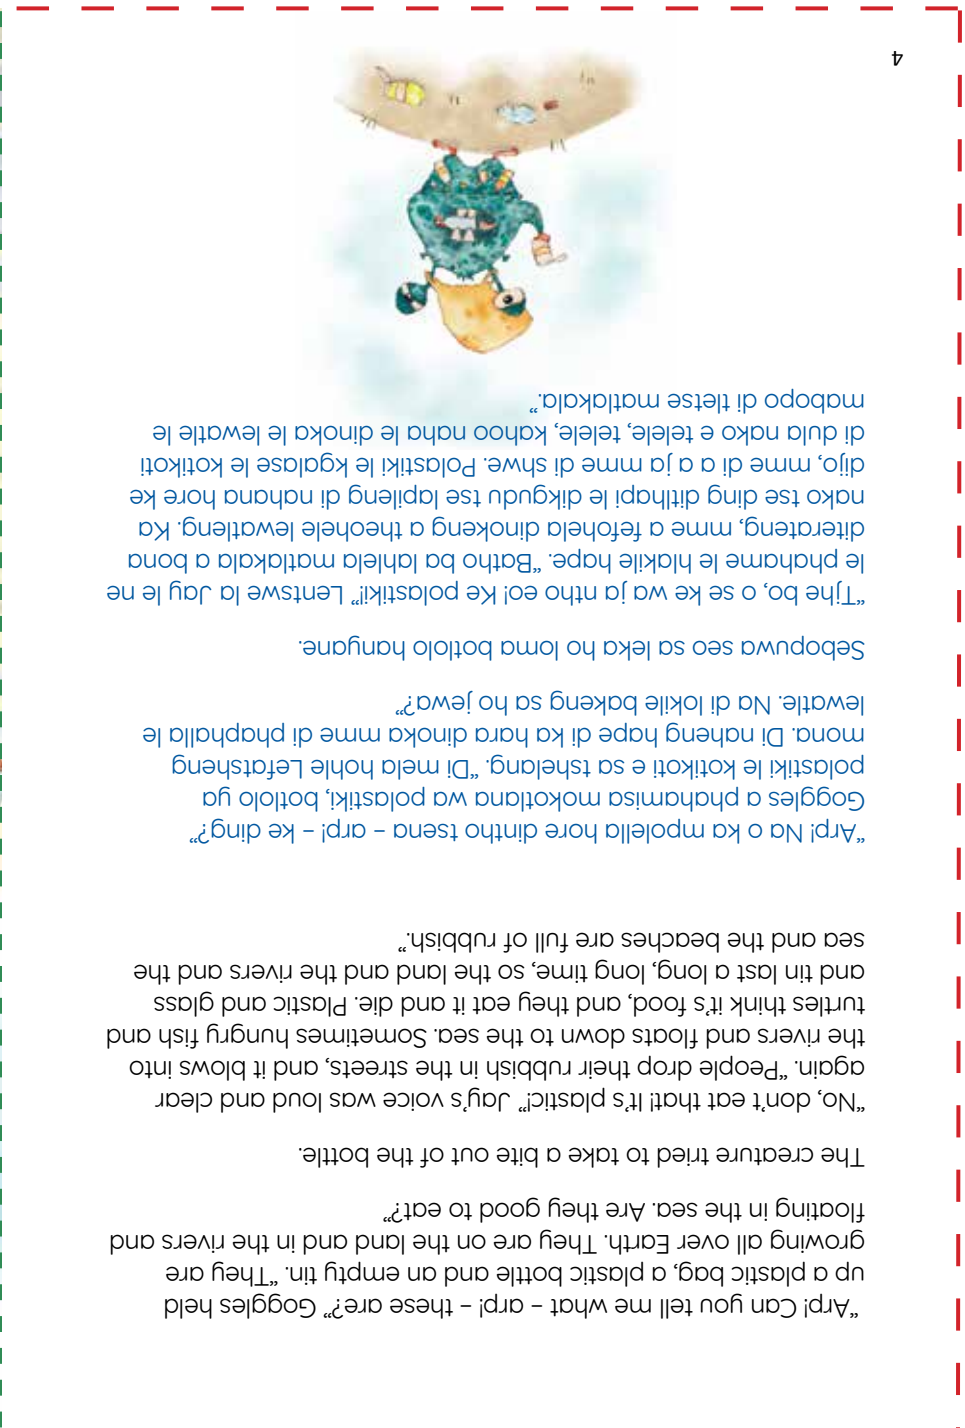 “Arp! Can you tell me what – arp! – these are?” Goggles held
up a plastic bag, a plastic bottle and an empty tin. “They are
growing all over Earth. They are on the land and in the rivers and
floating in the sea. Are they good to eat?”
The creature tried to take a bite out of the bottle.
“No, don’t eat that! It’s plastic!” Jay’s voice was loud and clear
again. “People drop their rubbish in the streets, and it blows into
the rivers and floats down to the sea. Sometimes hungry fish and
turtles think it’s food, and they eat it and die. Plastic and glass
and tin last a long, long time, so the land and the rivers and the
sea and the beaches are full of rubbish.”
“Arp! Na o ka mpolella hore dintho tsena – arp! – ke ding?”
Goggles a phahamisa mokotlana wa polastiki, botlolo ya
polastiki le kotikoti e sa tshelang. “Di mela hohle Lefatsheng
mona. Di naheng hape di ka hara dinoka mme di phaphalla le
lewatle. Na di lokile bakeng sa ho jewa?”
Sebopuwa seo sa leka ho loma botlolo hanyane.
“Tjhe bo, o se ke wa ja ntho eo! Ke polastiki!” Lentswe la Jay le ne
le phahame le hlakile hape. “Batho ba lahlela matlakala a bona
diterateng, mme a fefohela dinokeng a theohele lewatleng. Ka
nako tse ding ditlhapi le dikgudu tse lapileng di nahana hore ke
dijo, mme di a a ja mme di shwe. Polastiki le kgalase le kotikoti
di dula nako e telele, telele, kahoo naha le dinoka le lewatle le
mabopo di tletse matlakala.”
4